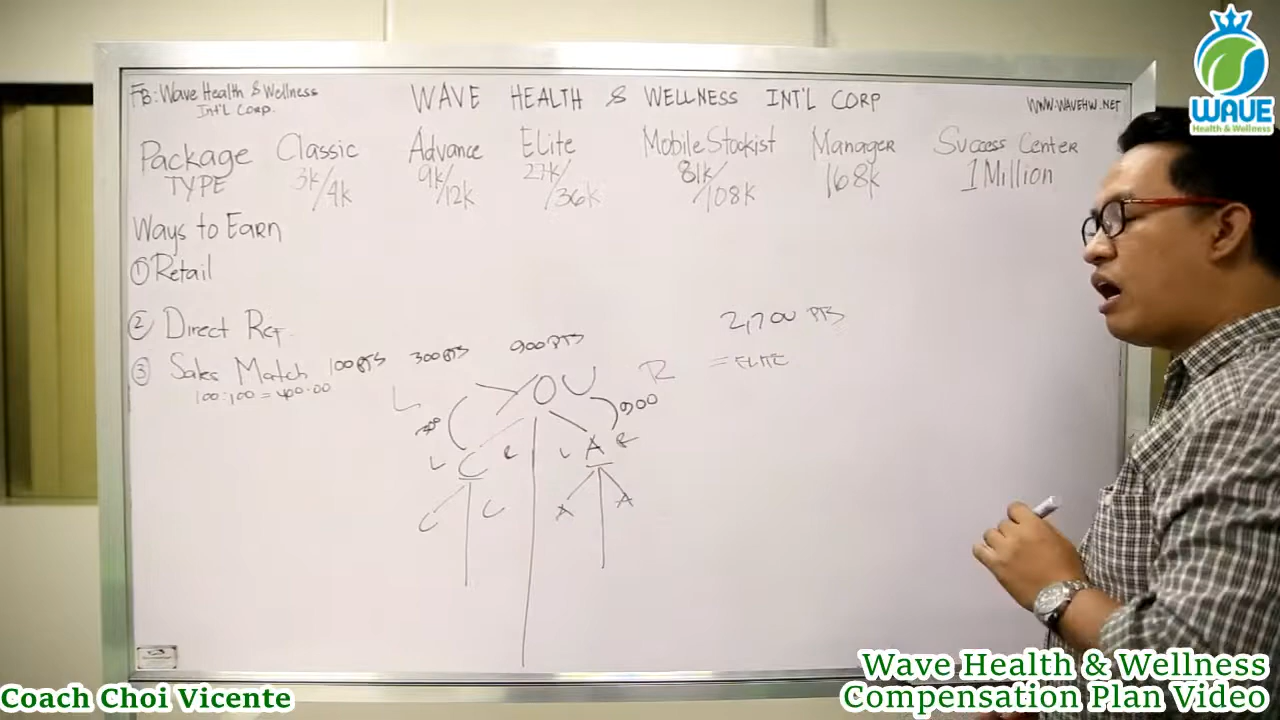 FB: Wave Health & Wellness
Int'l Corp.
WAVE HEALTH & WELLNESS INT'L CORP
WWW.WAVEHW.NET
WAVE
Health & Wellness
Package TYPE
Classic 3k/4k
Advance 9k/12k
Elite 27k/36k
Mobile Stockist 81k/108k
Manager 168k
Success Center 1 Million
Ways to Earn
① Retail
② Direct Ref.
③ Sales Match 100 PTS 300 PTS 900 PTS
100:100 = 400.00
2,700 PTS
= ELITE
L OU R
300 900
L C R L A R
C C A A
Coach Choi Vicente
Wave Health & Wellness
Compensation Plan Video